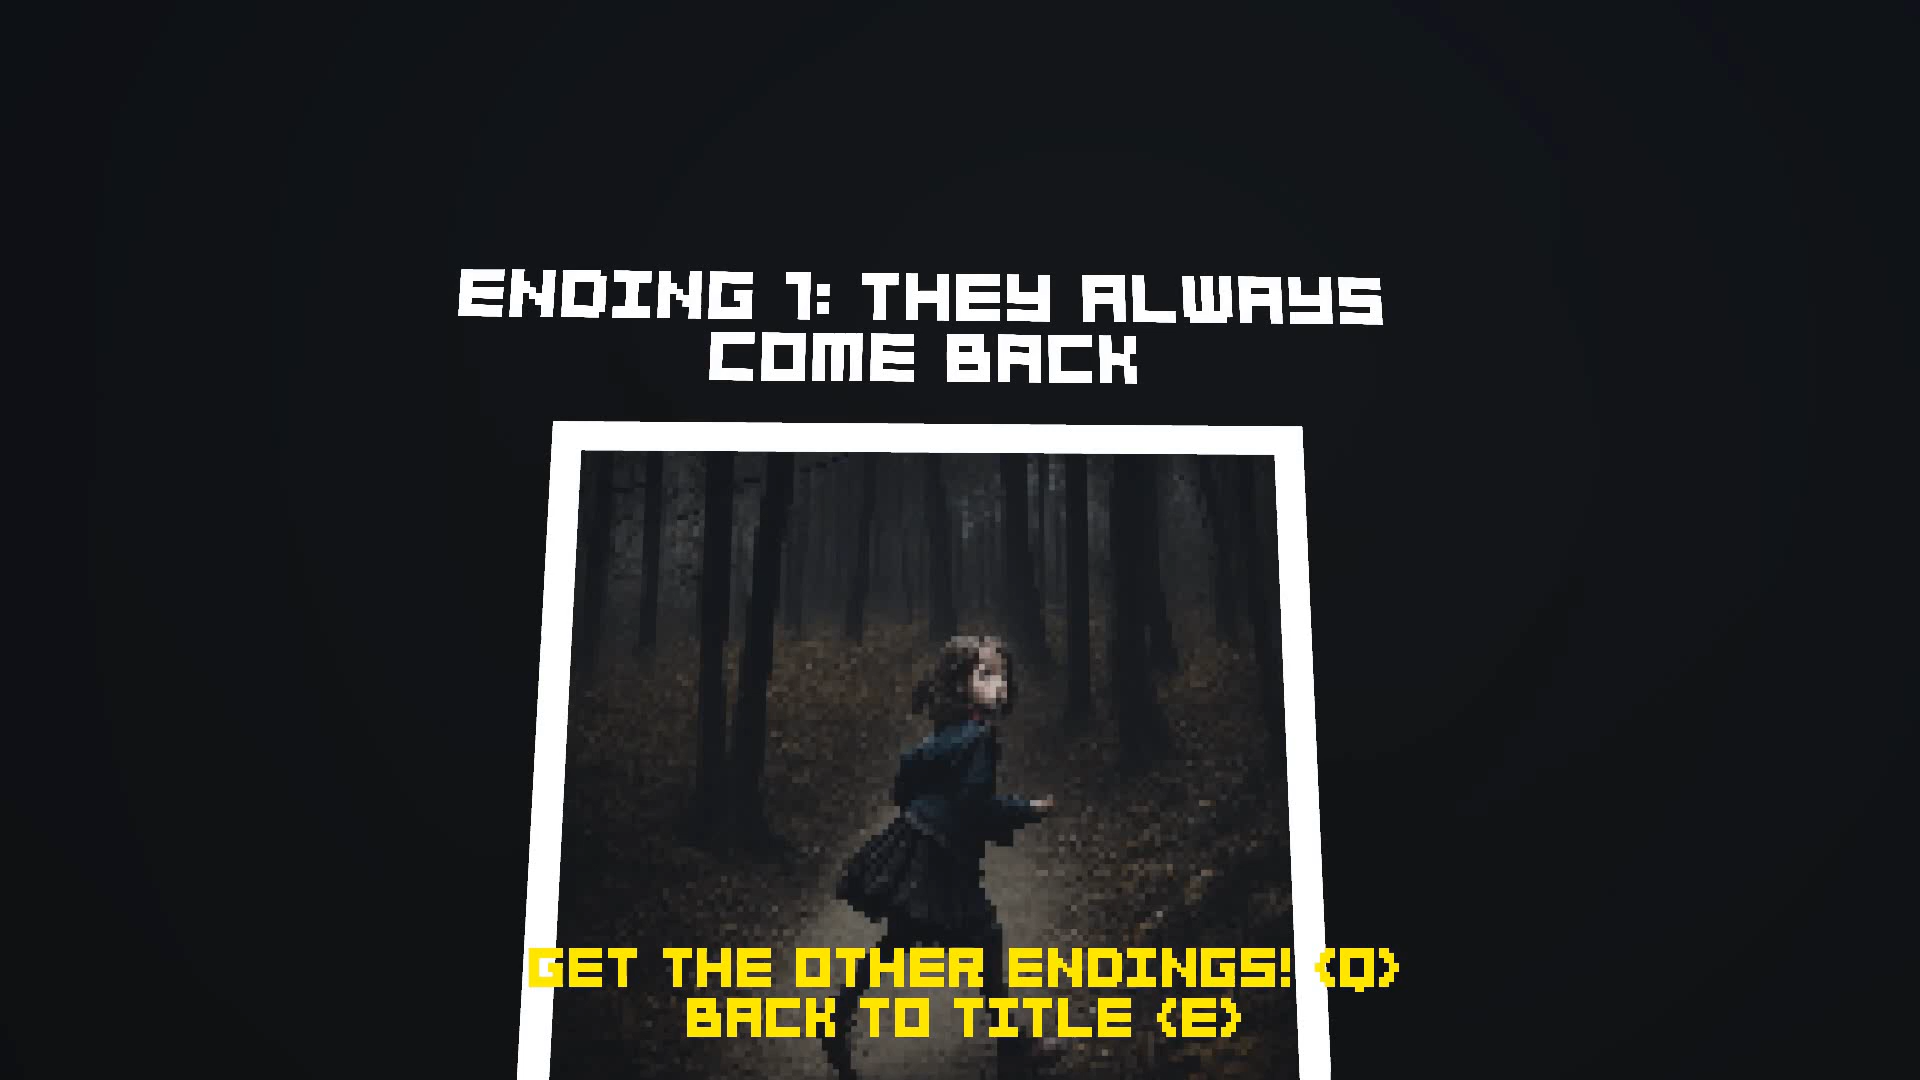 ENDING 1: THEY ALWAYS
COME BACK
GET THE OTHER ENDINGS! (Q)
BACK TO TITLE (E)